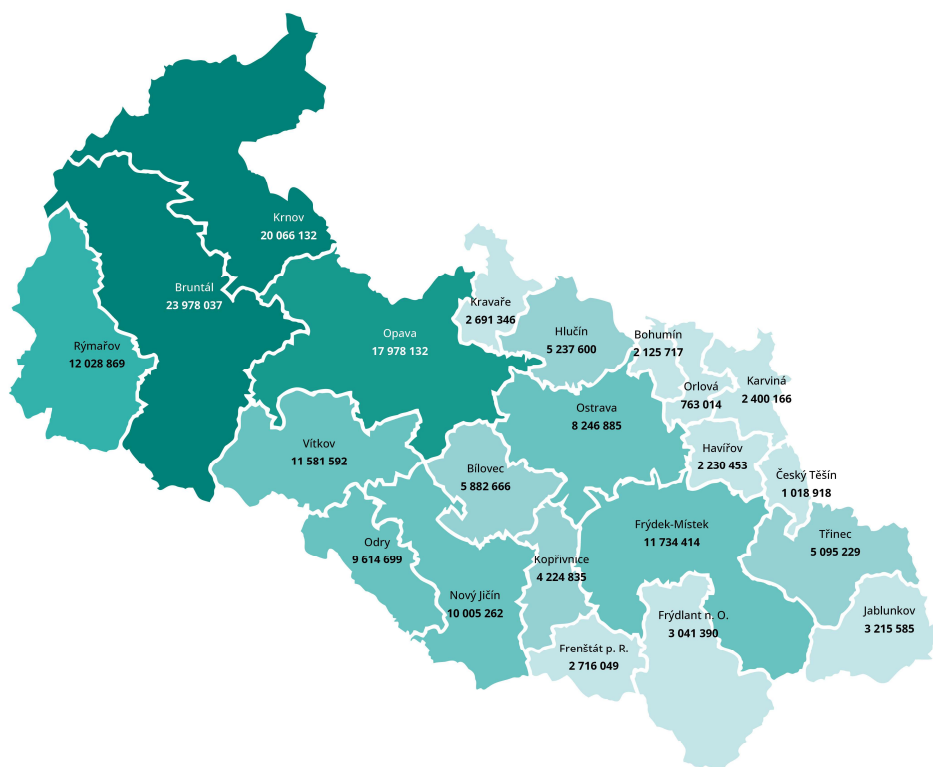 Krnov
20 066 132
Bruntál
23 978 037
Kravaře
2 691 346
Opava
17 978 132
Hlučín
5 237 600
Bohumín
2 125 717
Rýmařov
12 028 869
Orlová
763 014
Karviná
2 400 166
Ostrava
8 246 885
Vítkov
11 581 592
Havířov
2 230 453
Bílovec
5 882 666
Český Těšín
1 018 918
Frýdek-Místek
11 734 414
Třinec
5 095 229
Odry
9 614 699
Kopřivnice
4 224 835
Nový Jičín
10 005 262
Jablunkov
3 215 585
Frýdlant n. O.
3 041 390
Frenštát p. R.
2 716 049